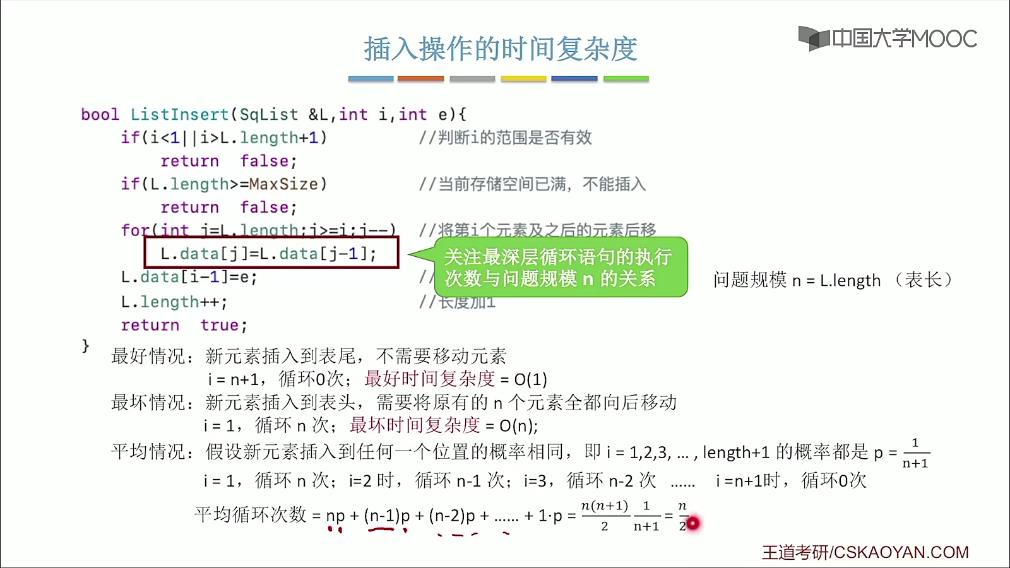 插入操作的时间复杂度
中国大学MOOC
bool ListInsert(SqList &L,int i,int e){
if(i<1||i>L.length+1) //判断i的范围是否有效
return false;
if(L.length>=MaxSize) //当前存储空间已满，不能插入
return false;
for(int j=L.length;j>=i;j--) //将第i个元素及之后的元素后移
L.data[j]=L.data[j-1];
关注最深层循环语句的执行
次数与问题规模 n 的关系
L.data[i-1]=e; //
问题规模 n = L.length （表长）
L.length++; //长度加1
return true;
}
最好情况：新元素插入到表尾，不需要移动元素
i = n+1，循环0次；最好时间复杂度 = O(1)
最坏情况：新元素插入到表头，需要将原有的 n 个元素全都向后移动
i = 1，循环 n 次；最坏时间复杂度 = O(n);
平均情况：假设新元素插入到任何一个位置的概率相同，即 i = 1,2,3, … , length+1 的概率都是 p = 1/(n+1)
i = 1，循环 n 次；i=2 时，循环 n-1 次；i=3，循环 n-2 次 …… i =n+1时，循环0次
平均循环次数 = np + (n-1)p + (n-2)p + …… + 1·p = n(n+1)/2 1/(n+1) = n/2
王道考研/CSKAOYAN.COM